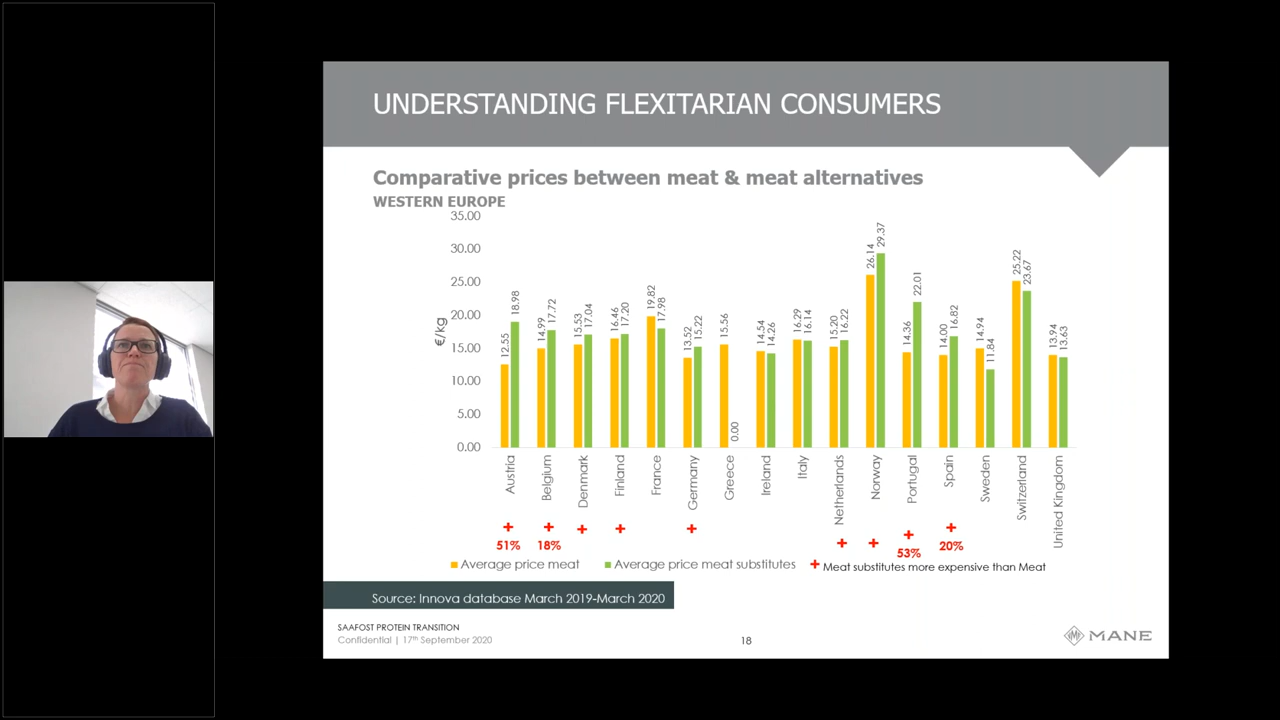 UNDERSTANDING FLEXITARIAN CONSUMERS
Comparative prices between meat & meat alternatives
WESTERN EUROPE
€/kg
35.00
30.00
25.00
20.00
15.00
10.00
5.00
0.00
12.55 18.98
14.99 17.72
15.53 17.04
16.46 17.20
19.82 17.98
13.52 15.22
15.56 0.00
14.54 14.26
16.29 16.14
15.20 16.22
26.14 29.37
14.36 22.01
14.00 16.82
14.94 11.84
25.22 23.67
13.94 13.63
Austria
Belgium
Denmark
Finland
France
Germany
Greece
Ireland
Italy
Netherlands
Norway
Portugal
Spain
Sweden
Switzerland
United Kingdom
+ + + + + + + + +
51% 18% 53% 20%
Average price meat
Average price meat substitutes
+ Meat substitutes more expensive than Meat
Source: Innova database March 2019-March 2020
SAAFOST PROTEIN TRANSITION
Confidential | 17th September 2020
18
MANE